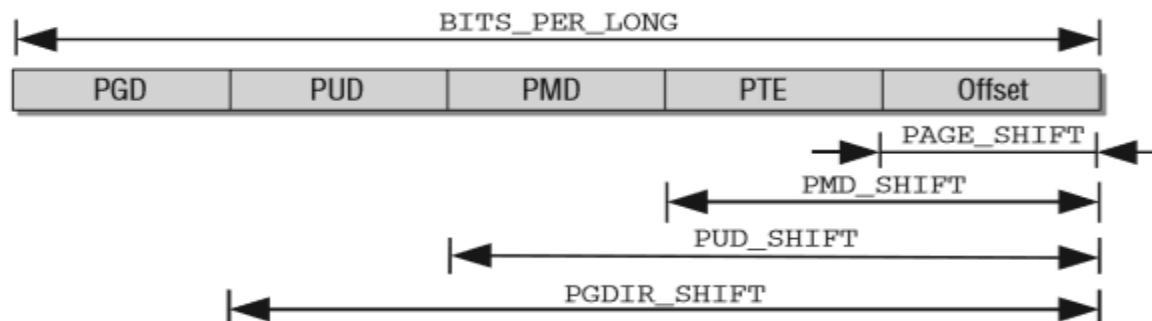 BITS_PER_LONG
PGD PUD PMD PTE Offset
PAGE_SHIFT
PMD_SHIFT
PUD_SHIFT
PGDIR_SHIFT